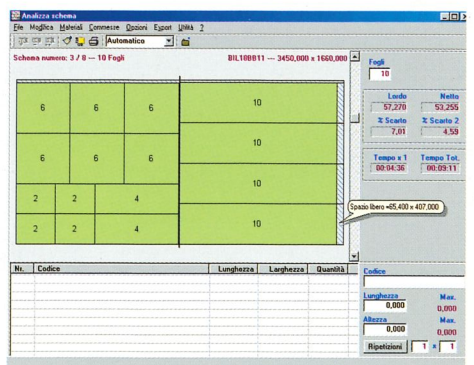 Analizza schema
File Modifica Materiali Commesse Opzioni Export Utilità ?
Automatico
Schema numero: 3 / 8 --- 10 Fogli BIL18BB11 --- 3450,000 x 1660,000
6 6 6
6 6 6
2 2 4
2 2 4
10
10
10
10
Spazio libero =65,400 x 407,000
Fogli
10
Lordo Netto
57,270 53,255
% Scarto % Scarto 2
7,01 4,59
Tempo x 1 Tempo Tot.
00:04:36 00:09:11
Nr. Codice Lunghezza Larghezza Quantità
Codice
Lunghezza Max.
0,000 0,000
Altezza Max.
0,000 0,000
Ripetizioni 1 x 1